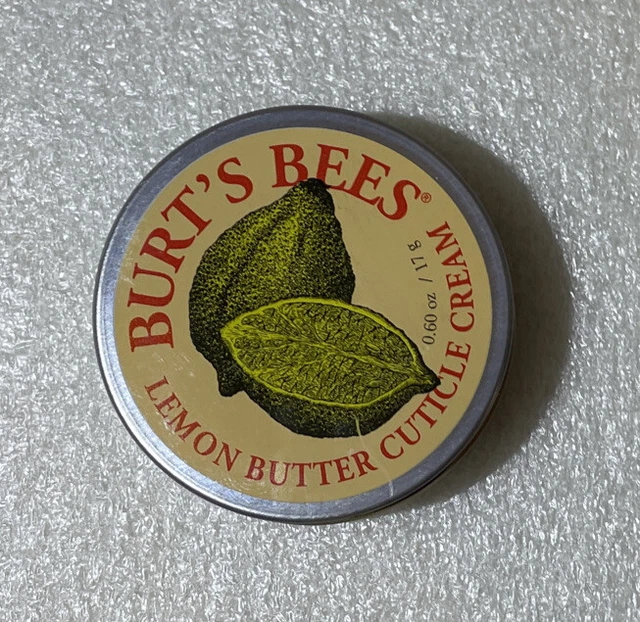 BURT'S BEES®
0.60 oz / 17 g
LEMON BUTTER CUTICLE CREAM